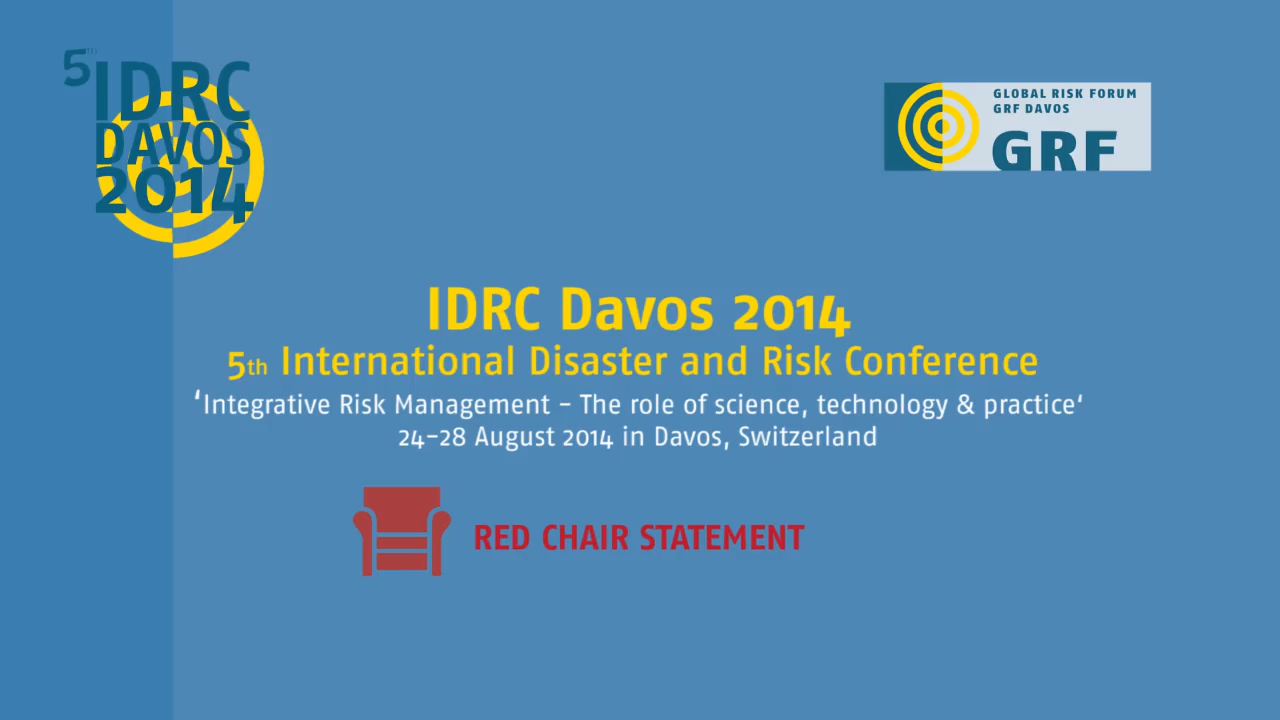 5TH IDRC
DAVOS
2014
GLOBAL RISK FORUM
GRF DAVOS
GRF
IDRC Davos 2014
5th International Disaster and Risk Conference
‘Integrative Risk Management – The role of science, technology & practice‘
24–28 August 2014 in Davos, Switzerland
RED CHAIR STATEMENT